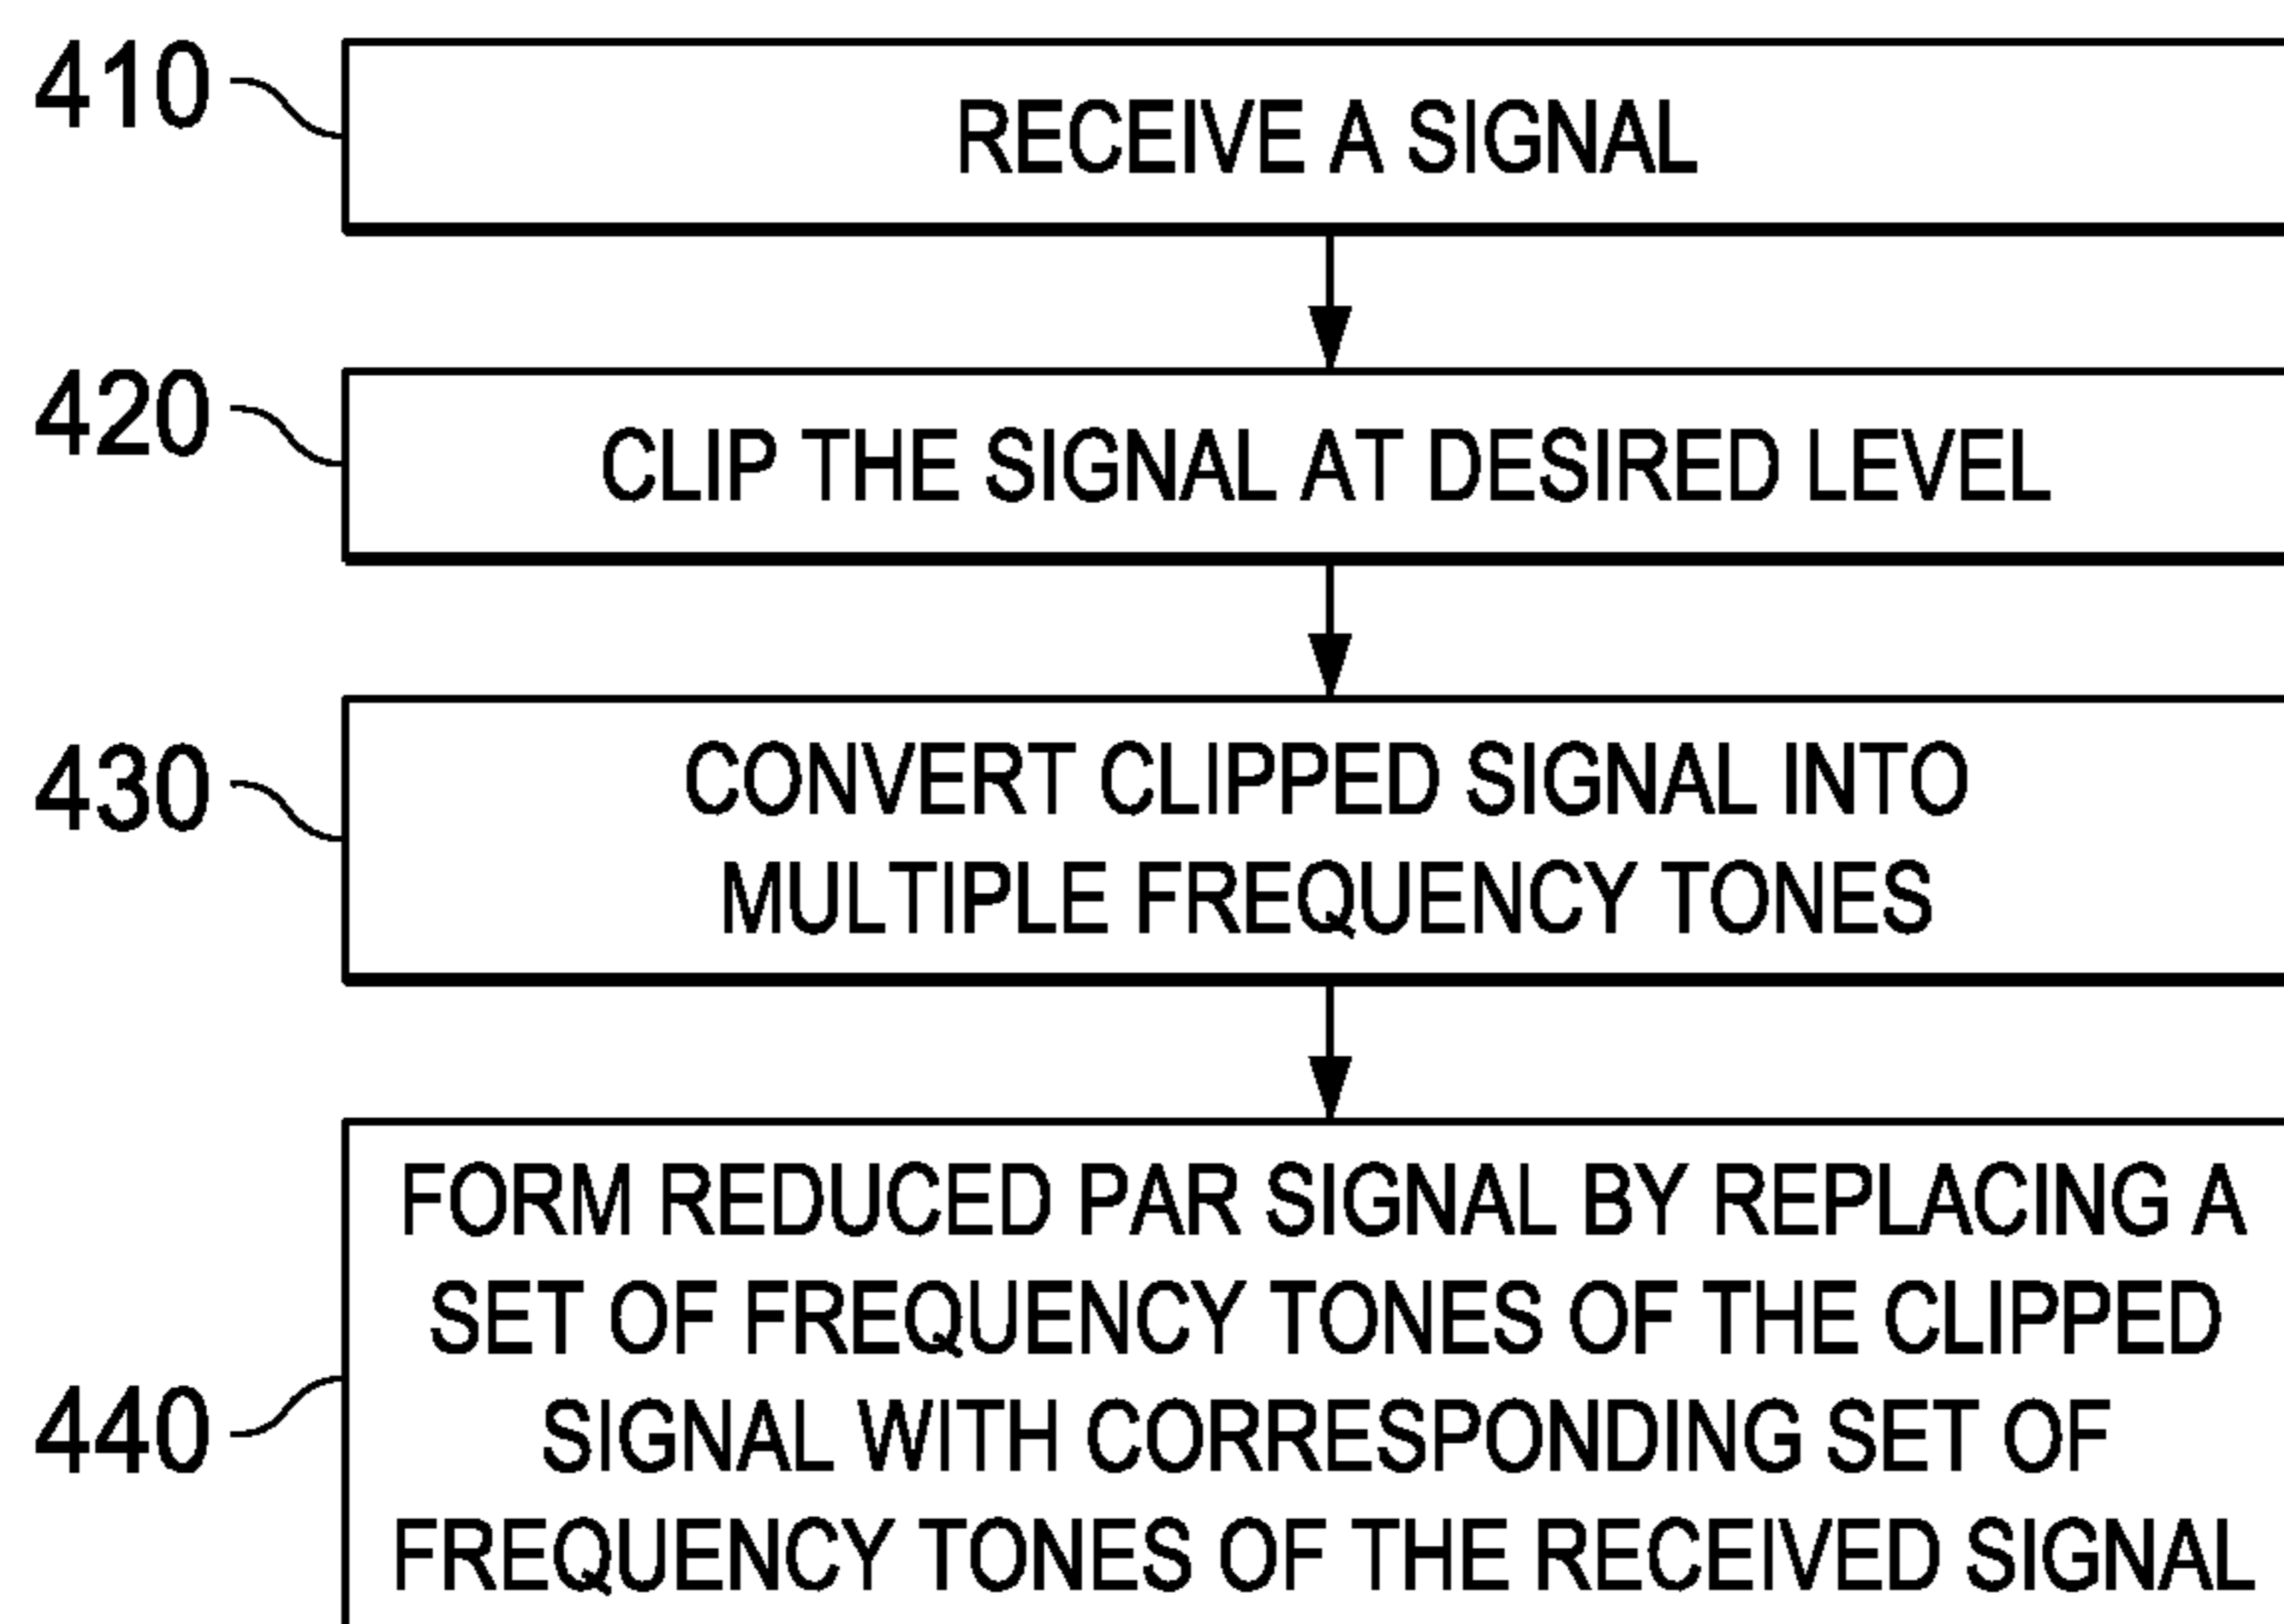 410
RECEIVE A SIGNAL
420
CLIP THE SIGNAL AT DESIRED LEVEL
430
CONVERT CLIPPED SIGNAL INTO
MULTIPLE FREQUENCY TONES
440
FORM REDUCED PAR SIGNAL BY REPLACING A
SET OF FREQUENCY TONES OF THE CLIPPED
SIGNAL WITH CORRESPONDING SET OF
FREQUENCY TONES OF THE RECEIVED SIGNAL